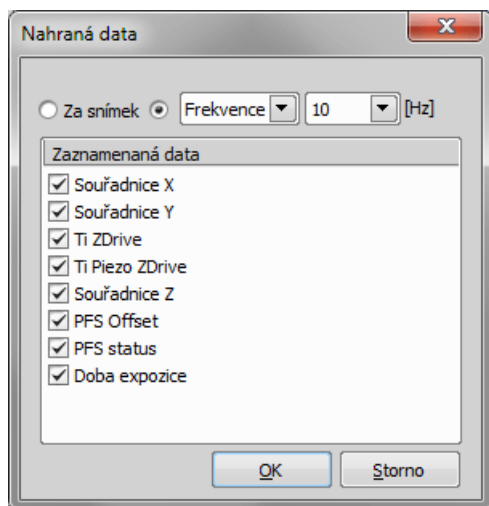 Nahraná data
Za snímek Frekvence 10 [Hz]
Zaznamenaná data
Souřadnice X
Souřadnice Y
Ti ZDrive
Ti Piezo ZDrive
Souřadnice Z
PFS Offset
PFS status
Doba expozice
OK Storno